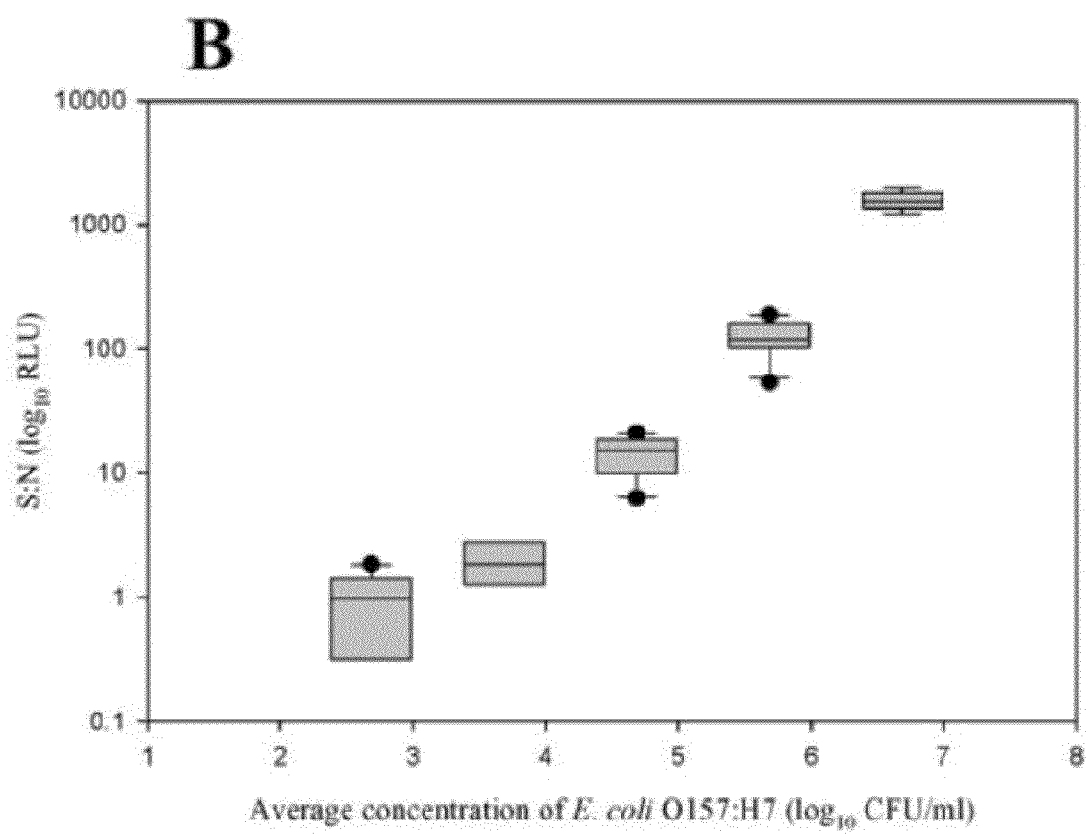 B
10000
1000
100
10
1
0.1
S:N (log10 RLU)
1 2 3 4 5 6 7 8
Average concentration of E. coli O157:H7 (log10 CFU/ml)